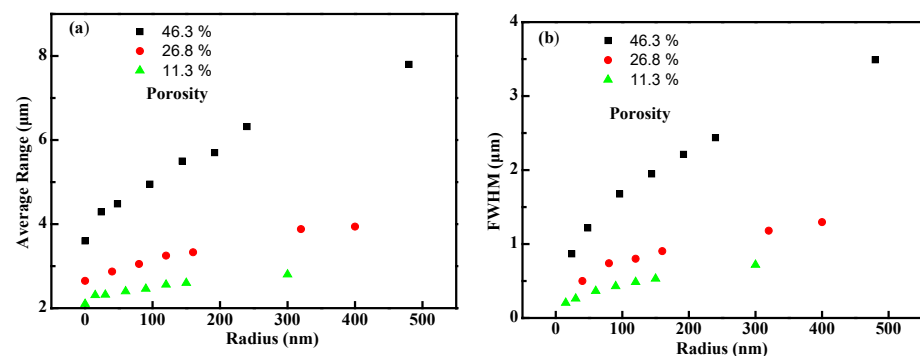 (a)
46.3 %
26.8 %
11.3 %
Porosity
Average Range (μm)
8
6
4
2
0 100 200 300 400 500
Radius (nm)
(b)
46.3 %
26.8 %
11.3 %
Porosity
FWHM (μm)
4
3
2
1
0
0 100 200 300 400 500
Radius (nm)